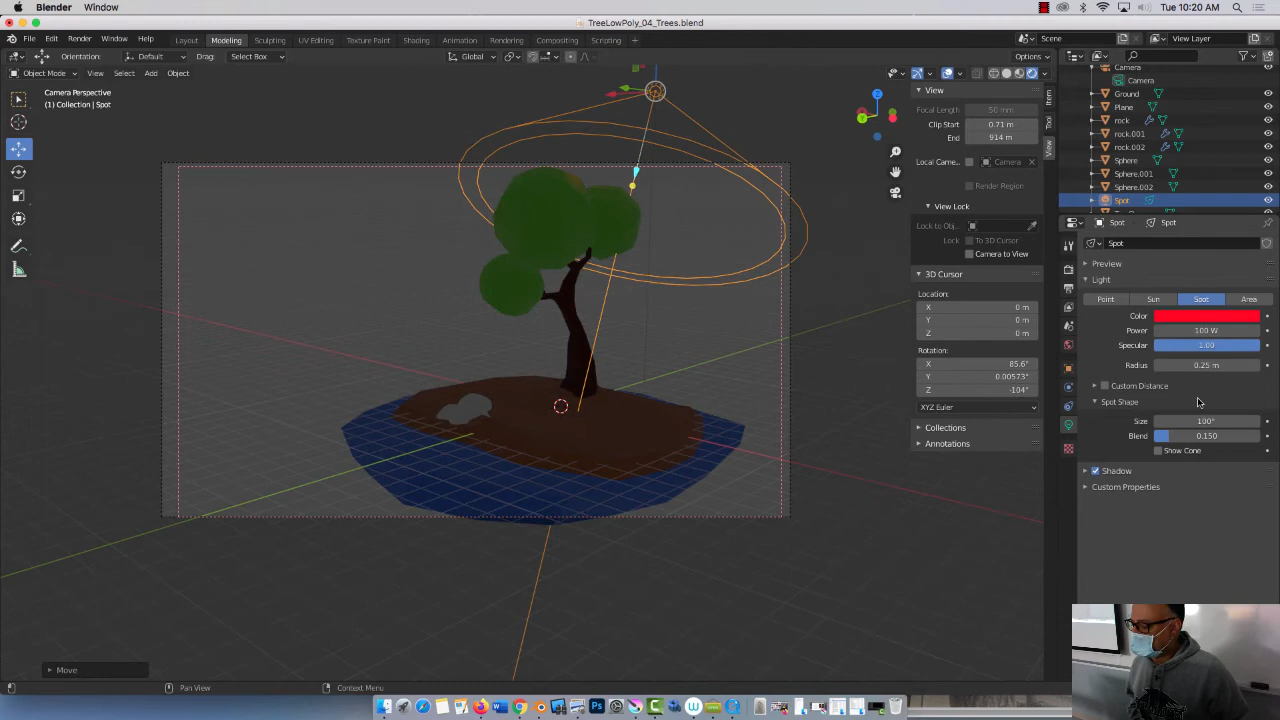 Blender Window Tue 10:20 AM
TreeLowPoly_04_Trees.blend
File Edit Render Window Help Layout Modeling Sculpting UV Editing Texture Paint Shading Animation Rendering Compositing Scripting + Scene View Layer
Orientation: Default Drag: Select Box Global Options
Object Mode View Select Add Object
Camera Perspective
(1) Collection | Spot
View
Focal Length 50 mm
Clip Start 0.71 m
End 914 m
Local Came.. Camera
Render Region
View Lock
Lock to Obj..
Lock To 3D Cursor
Camera to View
3D Cursor
Location:
X 0 m
Y 0 m
Z 0 m
Rotation:
X 85.6°
Y 0.00573°
Z -104°
XYZ Euler
Collections
Annotations
Item
Tool
View
Camera
Camera
Ground
Plane
rock
rock.001
rock.002
Sphere
Sphere.001
Sphere.002
Spot
Spot Spot
Spot
Preview
Light
Point Sun Spot Area
Color
Power 100 W
Specular 1.00
Radius 0.25 m
Custom Distance
Spot Shape
Size 100°
Blend 0.150
Show Cone
Shadow
Custom Properties
Move
Pan View Context Menu